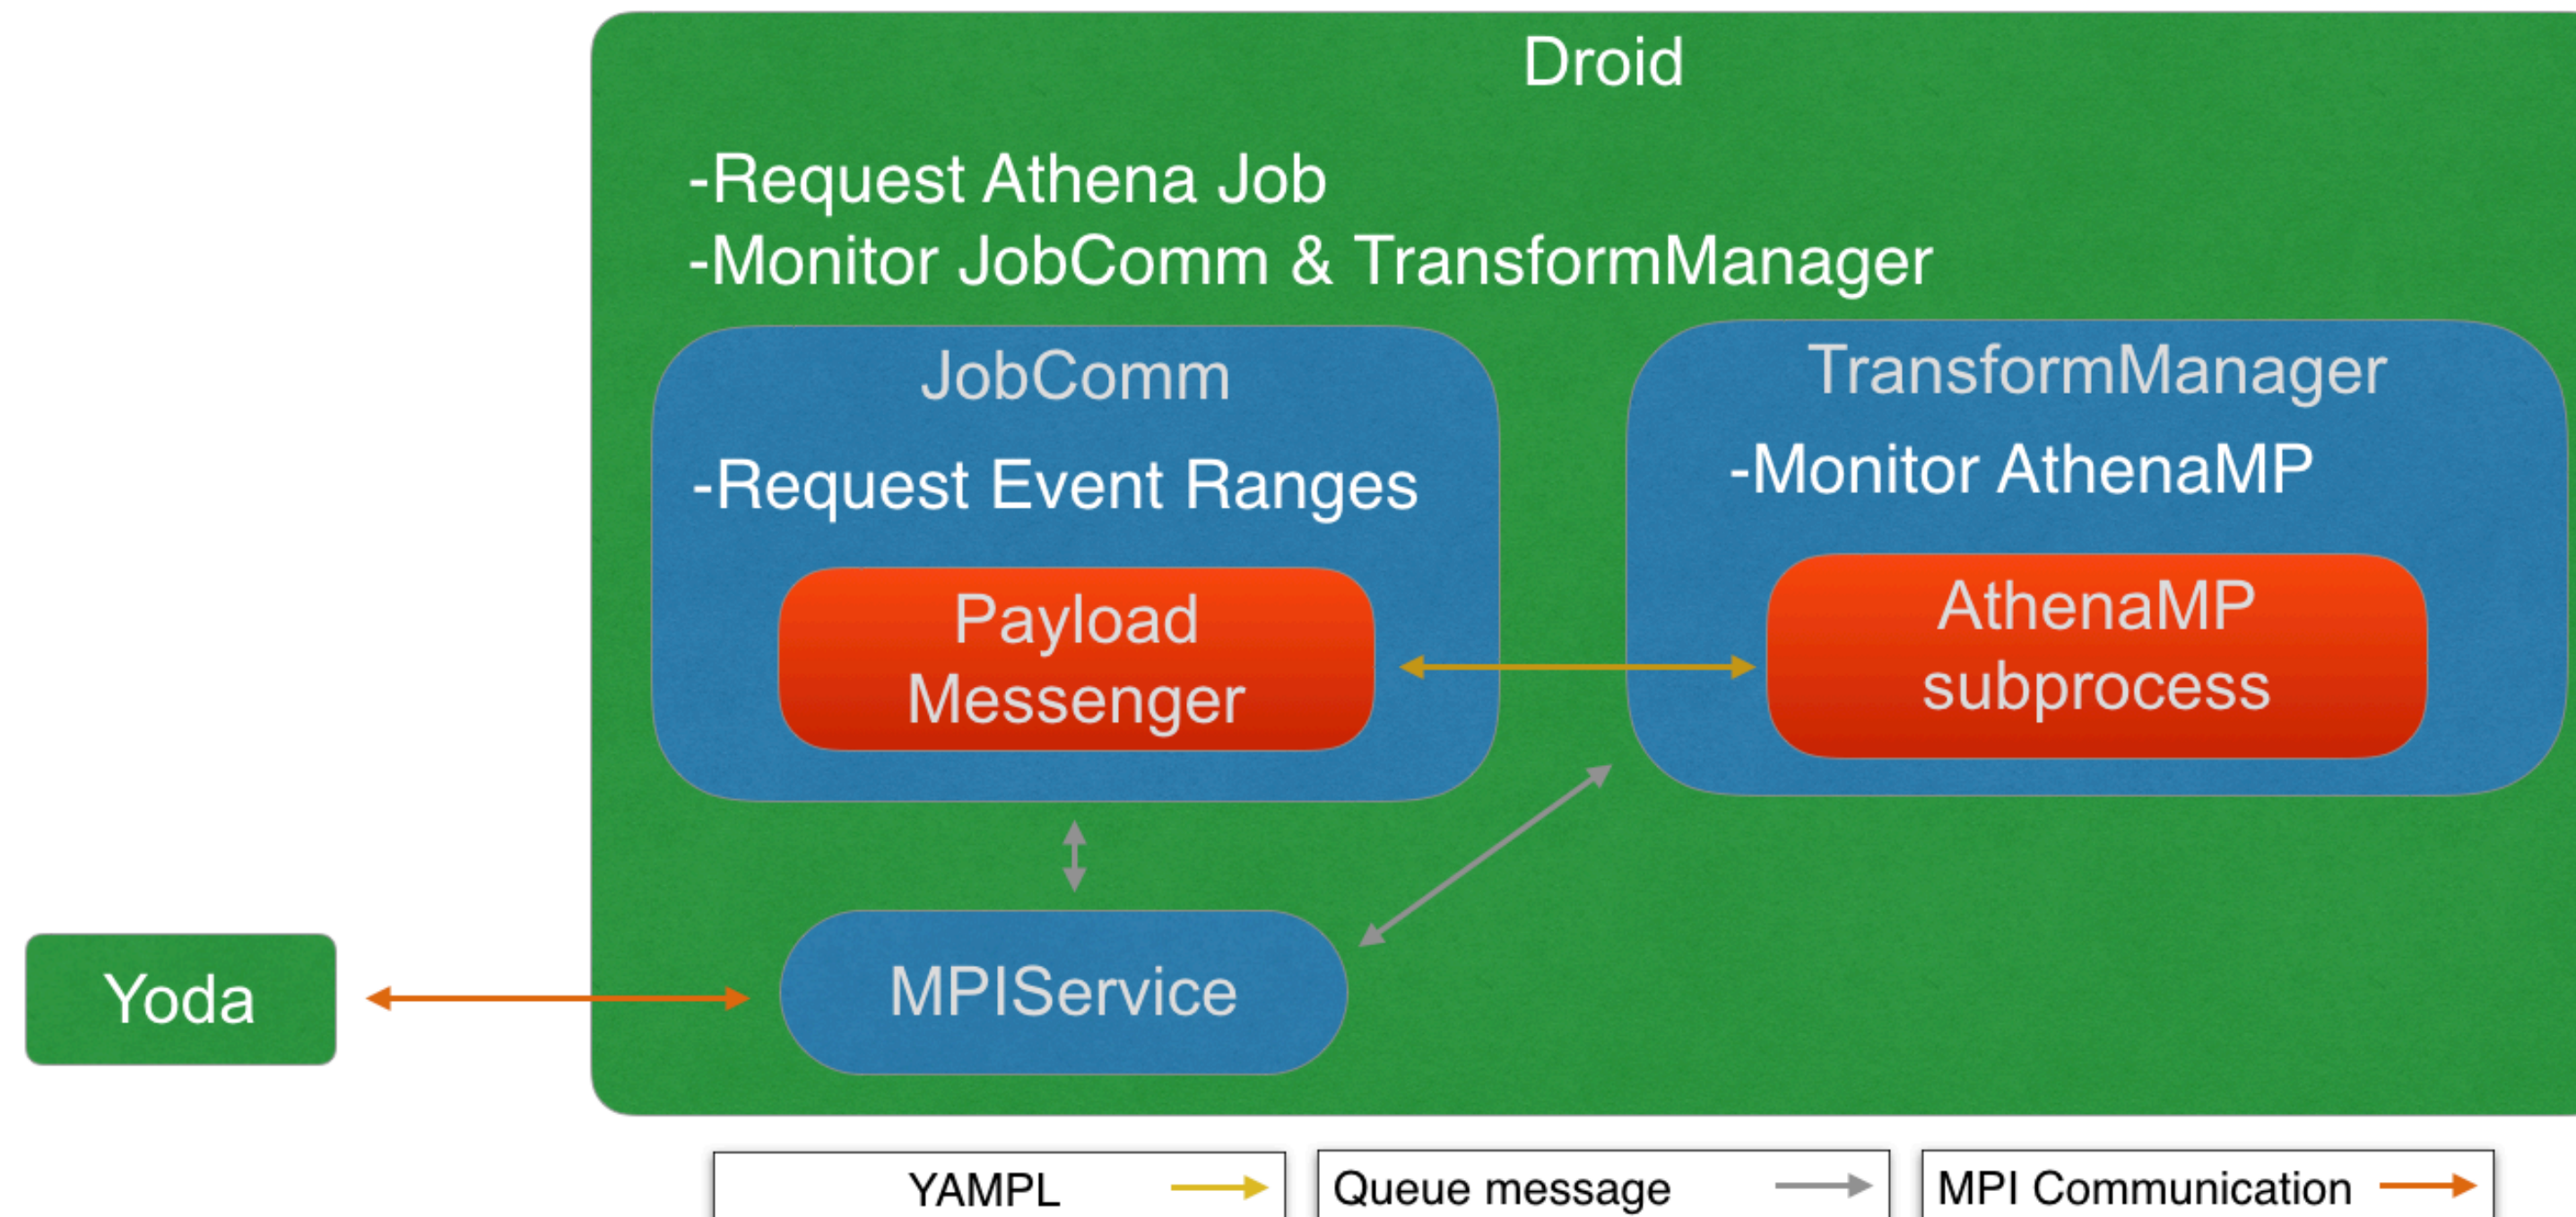 Droid
-Request Athena Job
-Monitor JobComm & TransformManager
JobComm
-Request Event Ranges
Payload
Messenger
TransformManager
-Monitor AthenaMP
AthenaMP
subprocess
MPIService
Yoda
YAMPL
Queue message
MPI Communication